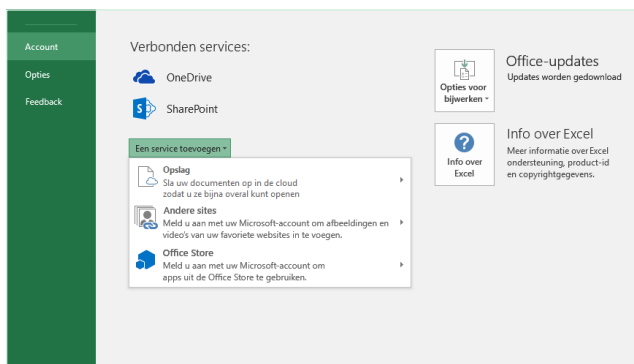 Account
Opties
Feedback
Verbonden services:
OneDrive
SharePoint
Een service toevoegen
Opslag
Sla uw documenten op in de cloud
zodat u ze bijna overal kunt openen
Andere sites
Meld u aan met uw Microsoft-account om afbeeldingen en
video's van uw favoriete websites in te voegen.
Office Store
Meld u aan met uw Microsoft-account om
apps uit de Office Store te gebruiken.
Opties voor
bijwerken
Office-updates
Updates worden gedownload
Info over
Excel
Info over Excel
Meer informatie over Excel
ondersteuning, product-id
en copyrightgegevens.